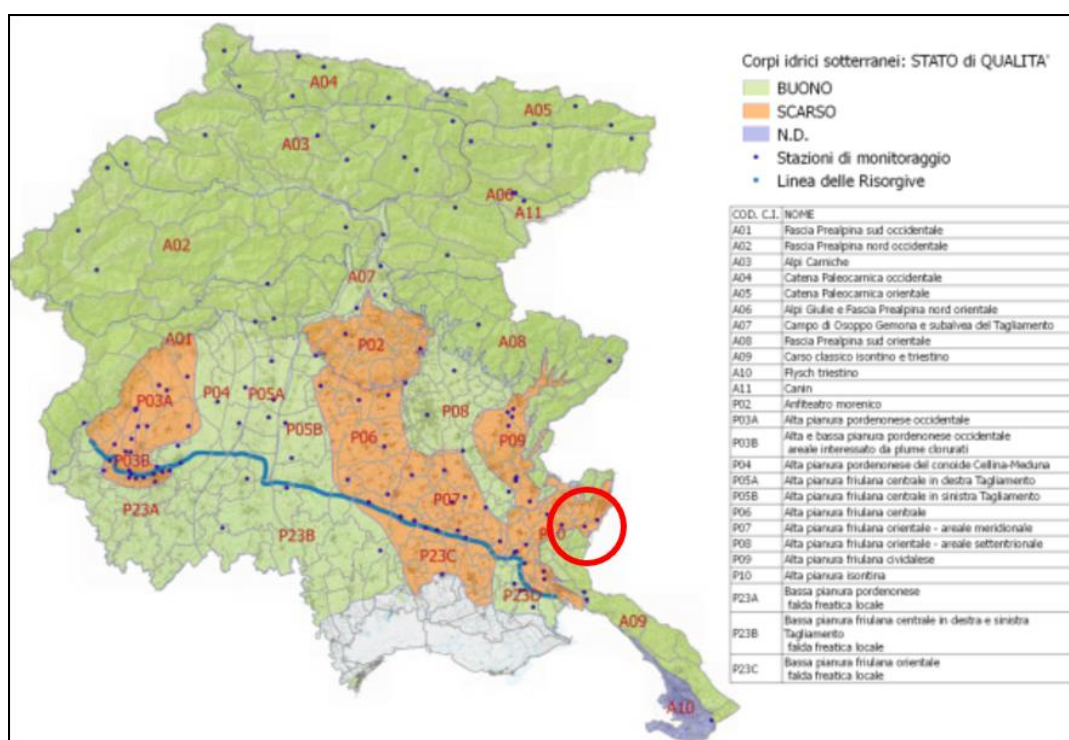 Corpi idrici sotterranei: STATO di QUALITA'
BUONO
SCARSO
N.D.
Stazioni di monitoraggio
Linea delle Risorgive
COD. C.I. NOME
A01 Fascia Prealpina sud occidentale
A02 Fascia Prealpina nord occidentale
A03 Alpi Carniche
A04 Catena Paleocarnica occidentale
A05 Catena Paleocarnica orientale
A06 Alpi Giulie e Fascia Prealpina nord orientale
A07 Campo di Osoppo Gemona e subalvea del Tagliamento
A08 Fascia Prealpina sud orientale
A09 Carso classico isontino e triestino
A10 Flysch triestino
A11 Canin
P02 Anfiteatro morenico
P03A Alta pianura pordenonese occidentale
P03B Alta e bassa pianura pordenonese occidentale
areale interessato da plume clorurati
P04 Alta pianura pordenonese del conoide Cellina-Meduna
P05A Alta pianura friulana centrale in destra Tagliamento
P05B Alta pianura friulana centrale in sinistra Tagliamento
P06 Alta pianura friulana centrale
P07 Alta pianura friulana orientale - areale meridionale
P08 Alta pianura friulana orientale - areale settentrionale
P09 Alta pianura friulana cividalese
P10 Alta pianura isontina
P23A Bassa pianura pordenonese
falda freatica locale
P23B Bassa pianura friulana centrale in destra e sinistra
Tagliamento
falda freatica locale
P23C Bassa pianura friulana orientale
falda freatica locale
A04
A05
A03
A06
A11
A02
A07
A01
P02
A08
P03A
P04
P05A
P08
P05B
P06
P09
P03B
P07
P23A
P23B
P23C
P23D
A09
A10